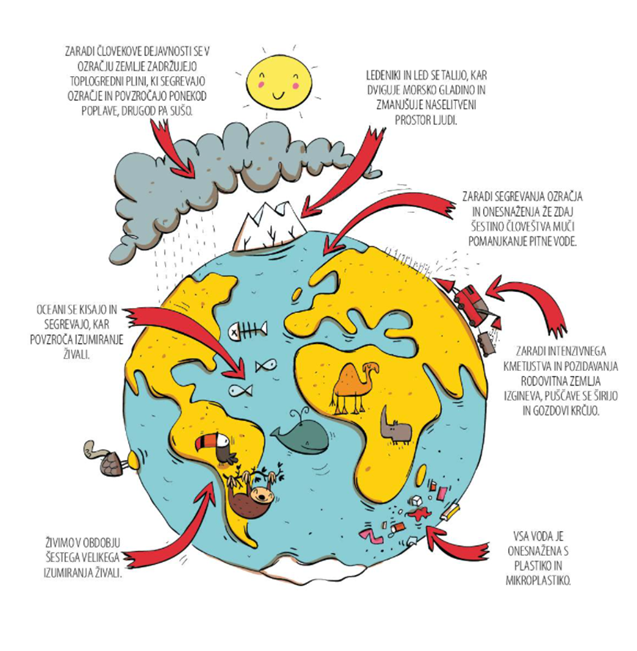 ZARADI ČLOVEKOVE DEJAVNOSTI SE V
OZRAČJU ZEMLJE ZADRŽUJEJO
TOPLOGREDNI PLINI, KI SEGREVAJO
OZRAČJE IN POVZROČAJO PONEKOD
POPLAVE, DRUGOD PA SUŠO.
LEDENIKI IN LED SE TALIJO, KAR
DVIGUJE MORSKO GLADINO IN
ZMANJŠUJE NASELITVENI
PROSTOR LJUDI.
ZARADI SEGREVANJA OZRAČJA
IN ONESNAŽENJA ŽE ZDAJ
ŠESTINO ČLOVEŠTVA MUČI
POMANJKANJE PITNE VODE.
OCEANI SE KISAJO IN
SEGREVAJO, KAR
POVZROČA IZUMIRANJE
ŽIVALI.
ZARADI INTENZIVNEGA
KMETIJSTVA IN POZIDAVANJA
RODOVITNA ZEMLJA
IZGINEVA, PUŠČAVE SE ŠIRIJO
IN GOZDOVI KRČIJO.
ŽIVIMO V OBDOBJU
ŠESTEGA VELIKEGA
IZUMIRANJA ŽIVALI.
VSA VODA JE
ONESNAŽENA S
PLASTIKO IN
MIKROPLASTIKO.